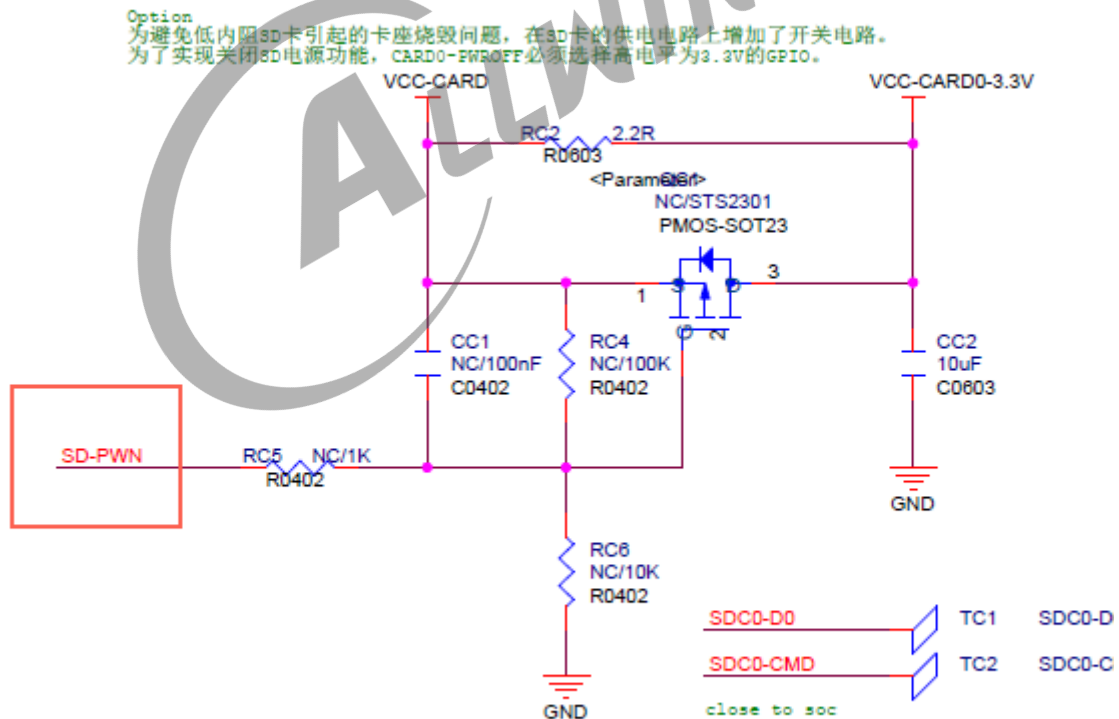 Option
为避免低内阻SD卡引起的卡座烧毁问题，在SD卡的供电电路上增加了开关电路。
为了实现关闭SD电源功能，CARD0-PWROFF必须选择高电平为3.3V的GPIO。
ALLWIN
VCC-CARD
VCC-CARD0-3.3V
RC2 2.2R
R0603
<Parameter>
NC/STS2301
PMOS-SOT23
1
S
D
3
G
2
CC1
NC/100nF
C0402
RC4
NC/100K
R0402
CC2
10uF
C0603
SD-PWN
RC5 NC/1K
R0402
GND
RC6
NC/10K
R0402
GND
SDC0-D0
TC1
SDC0-D
SDC0-CMD
TC2
SDC0-C
close to soc